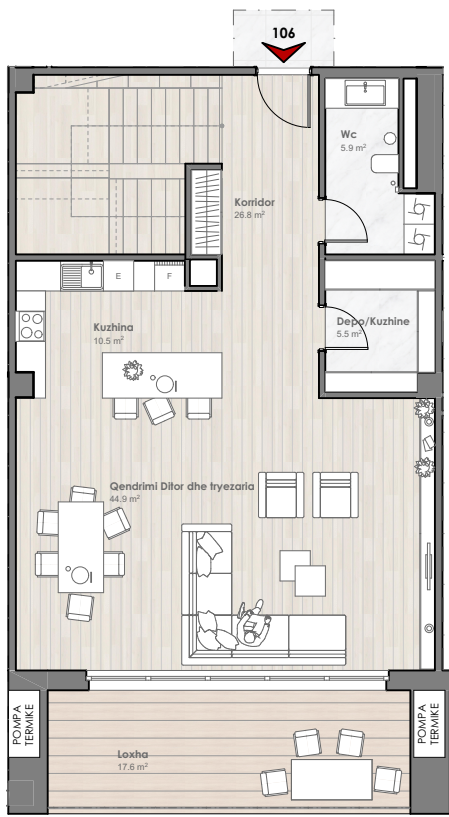 106
Wc
5.9 m²
Korridor
26.8 m²
E
F
Kuzhina
10.5 m²
Depo/Kuzhine
5.5 m²
Qendrimi Ditor dhe tryezaria
44.9 m²
POMPA
TERMIKE
POMPA
TERMIKE
Loxha
17.6 m²